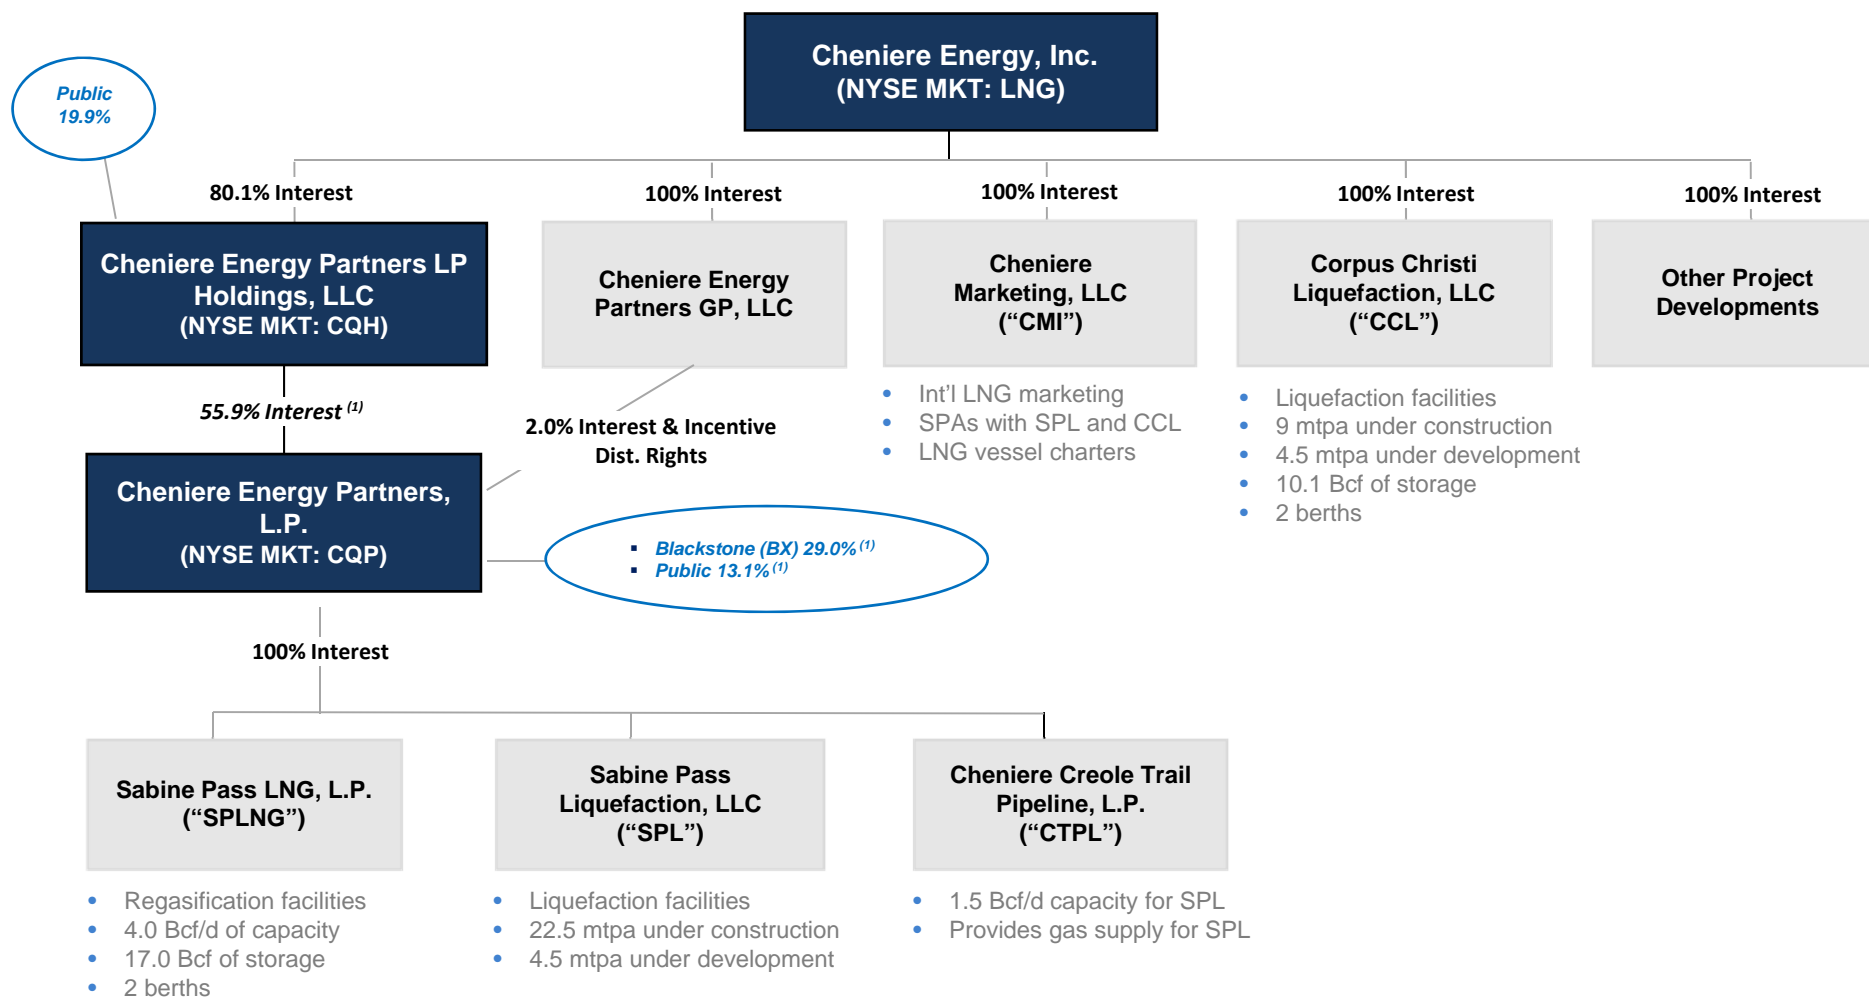 Cheniere Energy, Inc.
(NYSE MKT: LNG)
Public
19.9%
80.1% Interest
100% Interest
100% Interest
100% Interest
100% Interest
Cheniere Energy Partners LP
Holdings, LLC
(NYSE MKT: CQH)
Cheniere Energy
Partners GP, LLC
Cheniere
Marketing, LLC
(“CMI”)
Corpus Christi
Liquefaction, LLC
(“CCL”)
Other Project
Developments
• Int’l LNG marketing
• SPAs with SPL and CCL
• LNG vessel charters
• Liquefaction facilities
• 9 mtpa under construction
• 4.5 mtpa under development
• 10.1 Bcf of storage
• 2 berths
55.9% Interest (1)
2.0% Interest & Incentive
Dist. Rights
Cheniere Energy Partners,
L.P.
(NYSE MKT: CQP)
▪ Blackstone (BX) 29.0% (1)
▪ Public 13.1% (1)
100% Interest
Sabine Pass LNG, L.P.
(“SPLNG”)
Sabine Pass
Liquefaction, LLC
(“SPL”)
Cheniere Creole Trail
Pipeline, L.P.
(“CTPL”)
• Regasification facilities
• 4.0 Bcf/d of capacity
• 17.0 Bcf of storage
• 2 berths
• Liquefaction facilities
• 22.5 mtpa under construction
• 4.5 mtpa under development
• 1.5 Bcf/d capacity for SPL
• Provides gas supply for SPL